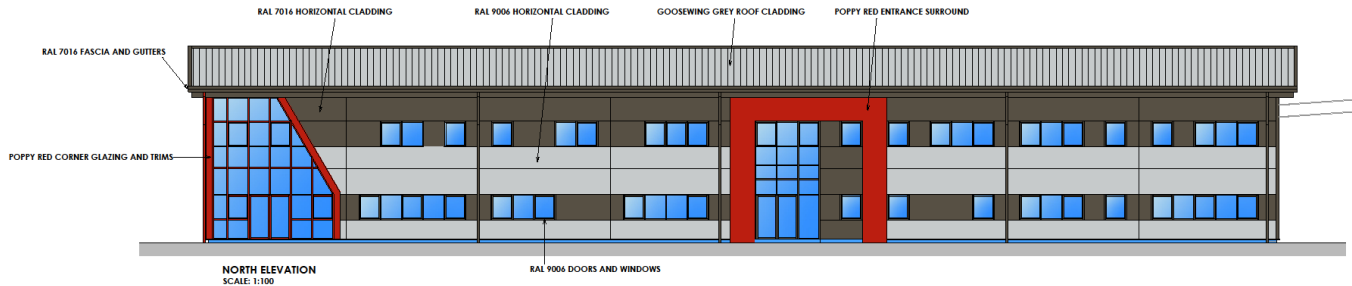 RAL 7016 HORIZONTAL CLADDING
RAL 9006 HORIZONTAL CLADDING
GOOSEWING GREY ROOF CLADDING
POPPY RED ENTRANCE SURROUND
RAL 7016 FASCIA AND GUTTERS
POPPY RED CORNER GLAZING AND TRIMS
NORTH ELEVATION
SCALE: 1:100
RAL 9006 DOORS AND WINDOWS